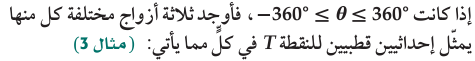 إذا كانت ‎−360° ≤ θ ≤ 360°‎ ، فأوجد ثلاثة أزواج مختلفة كل منها
يمثّل إحداثيين قطبيين للنقطة T في كلٍّ مما يأتي: (مثال 3)